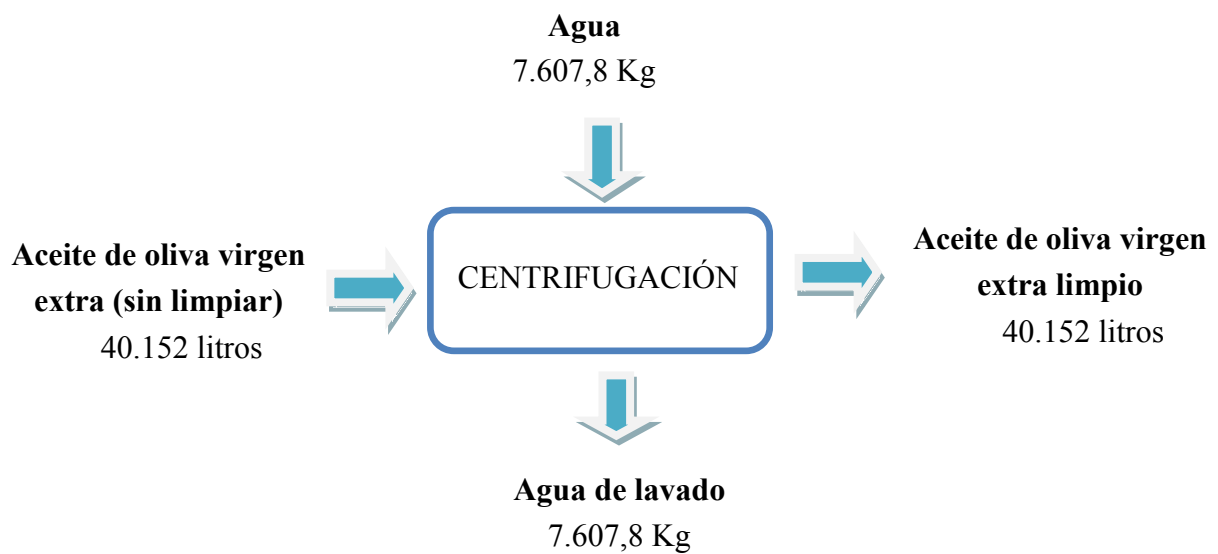 Agua
7.607,8 Kg
Aceite de oliva virgen
extra (sin limpiar)
40.152 litros
CENTRIFUGACIÓN
Aceite de oliva virgen
extra limpio
40.152 litros
Agua de lavado
7.607,8 Kg